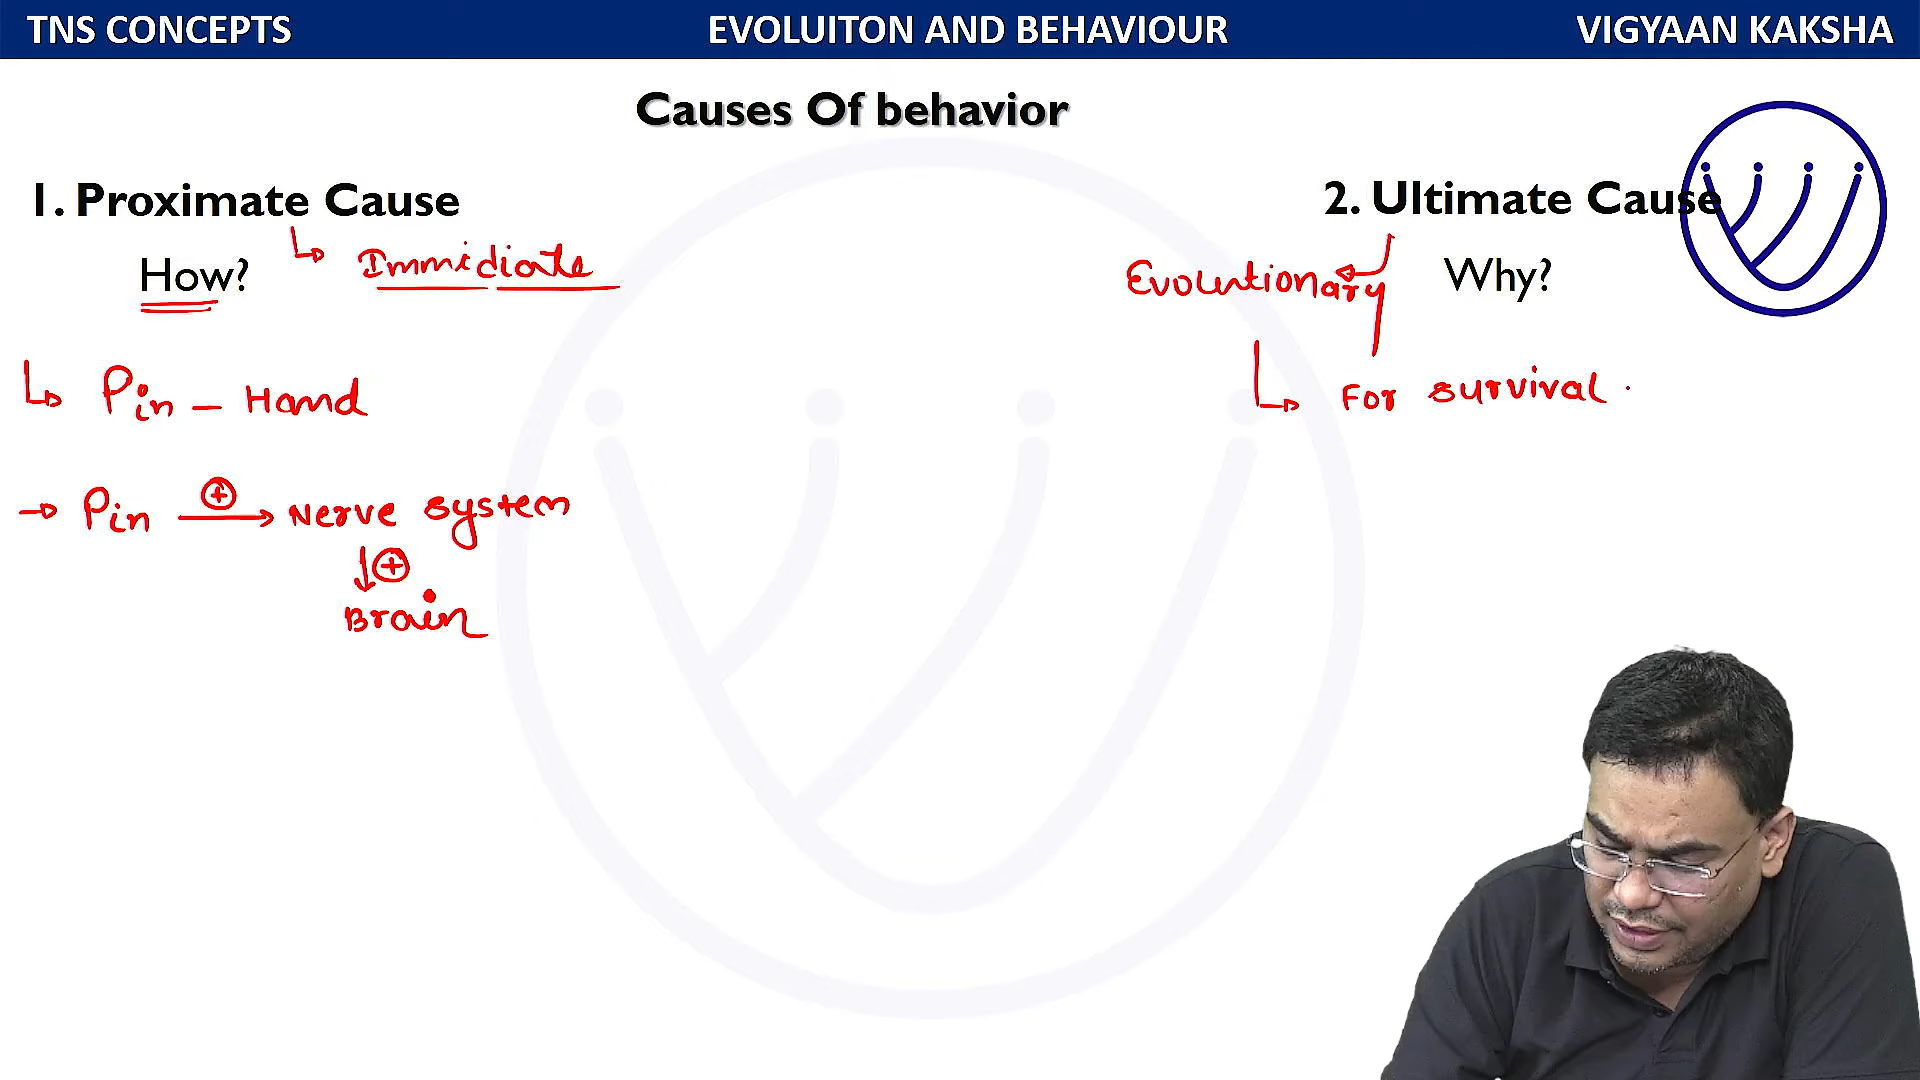 TNS CONCEPTS EVOLUITON AND BEHAVIOUR VIGYAAN KAKSHA
Causes Of behavior
1. Proximate Cause
How?
Immidiate
Pin - Hand
Pin + Nerve system
+
Brain
2. Ultimate Cause
Evolutionary
Why?
For survival